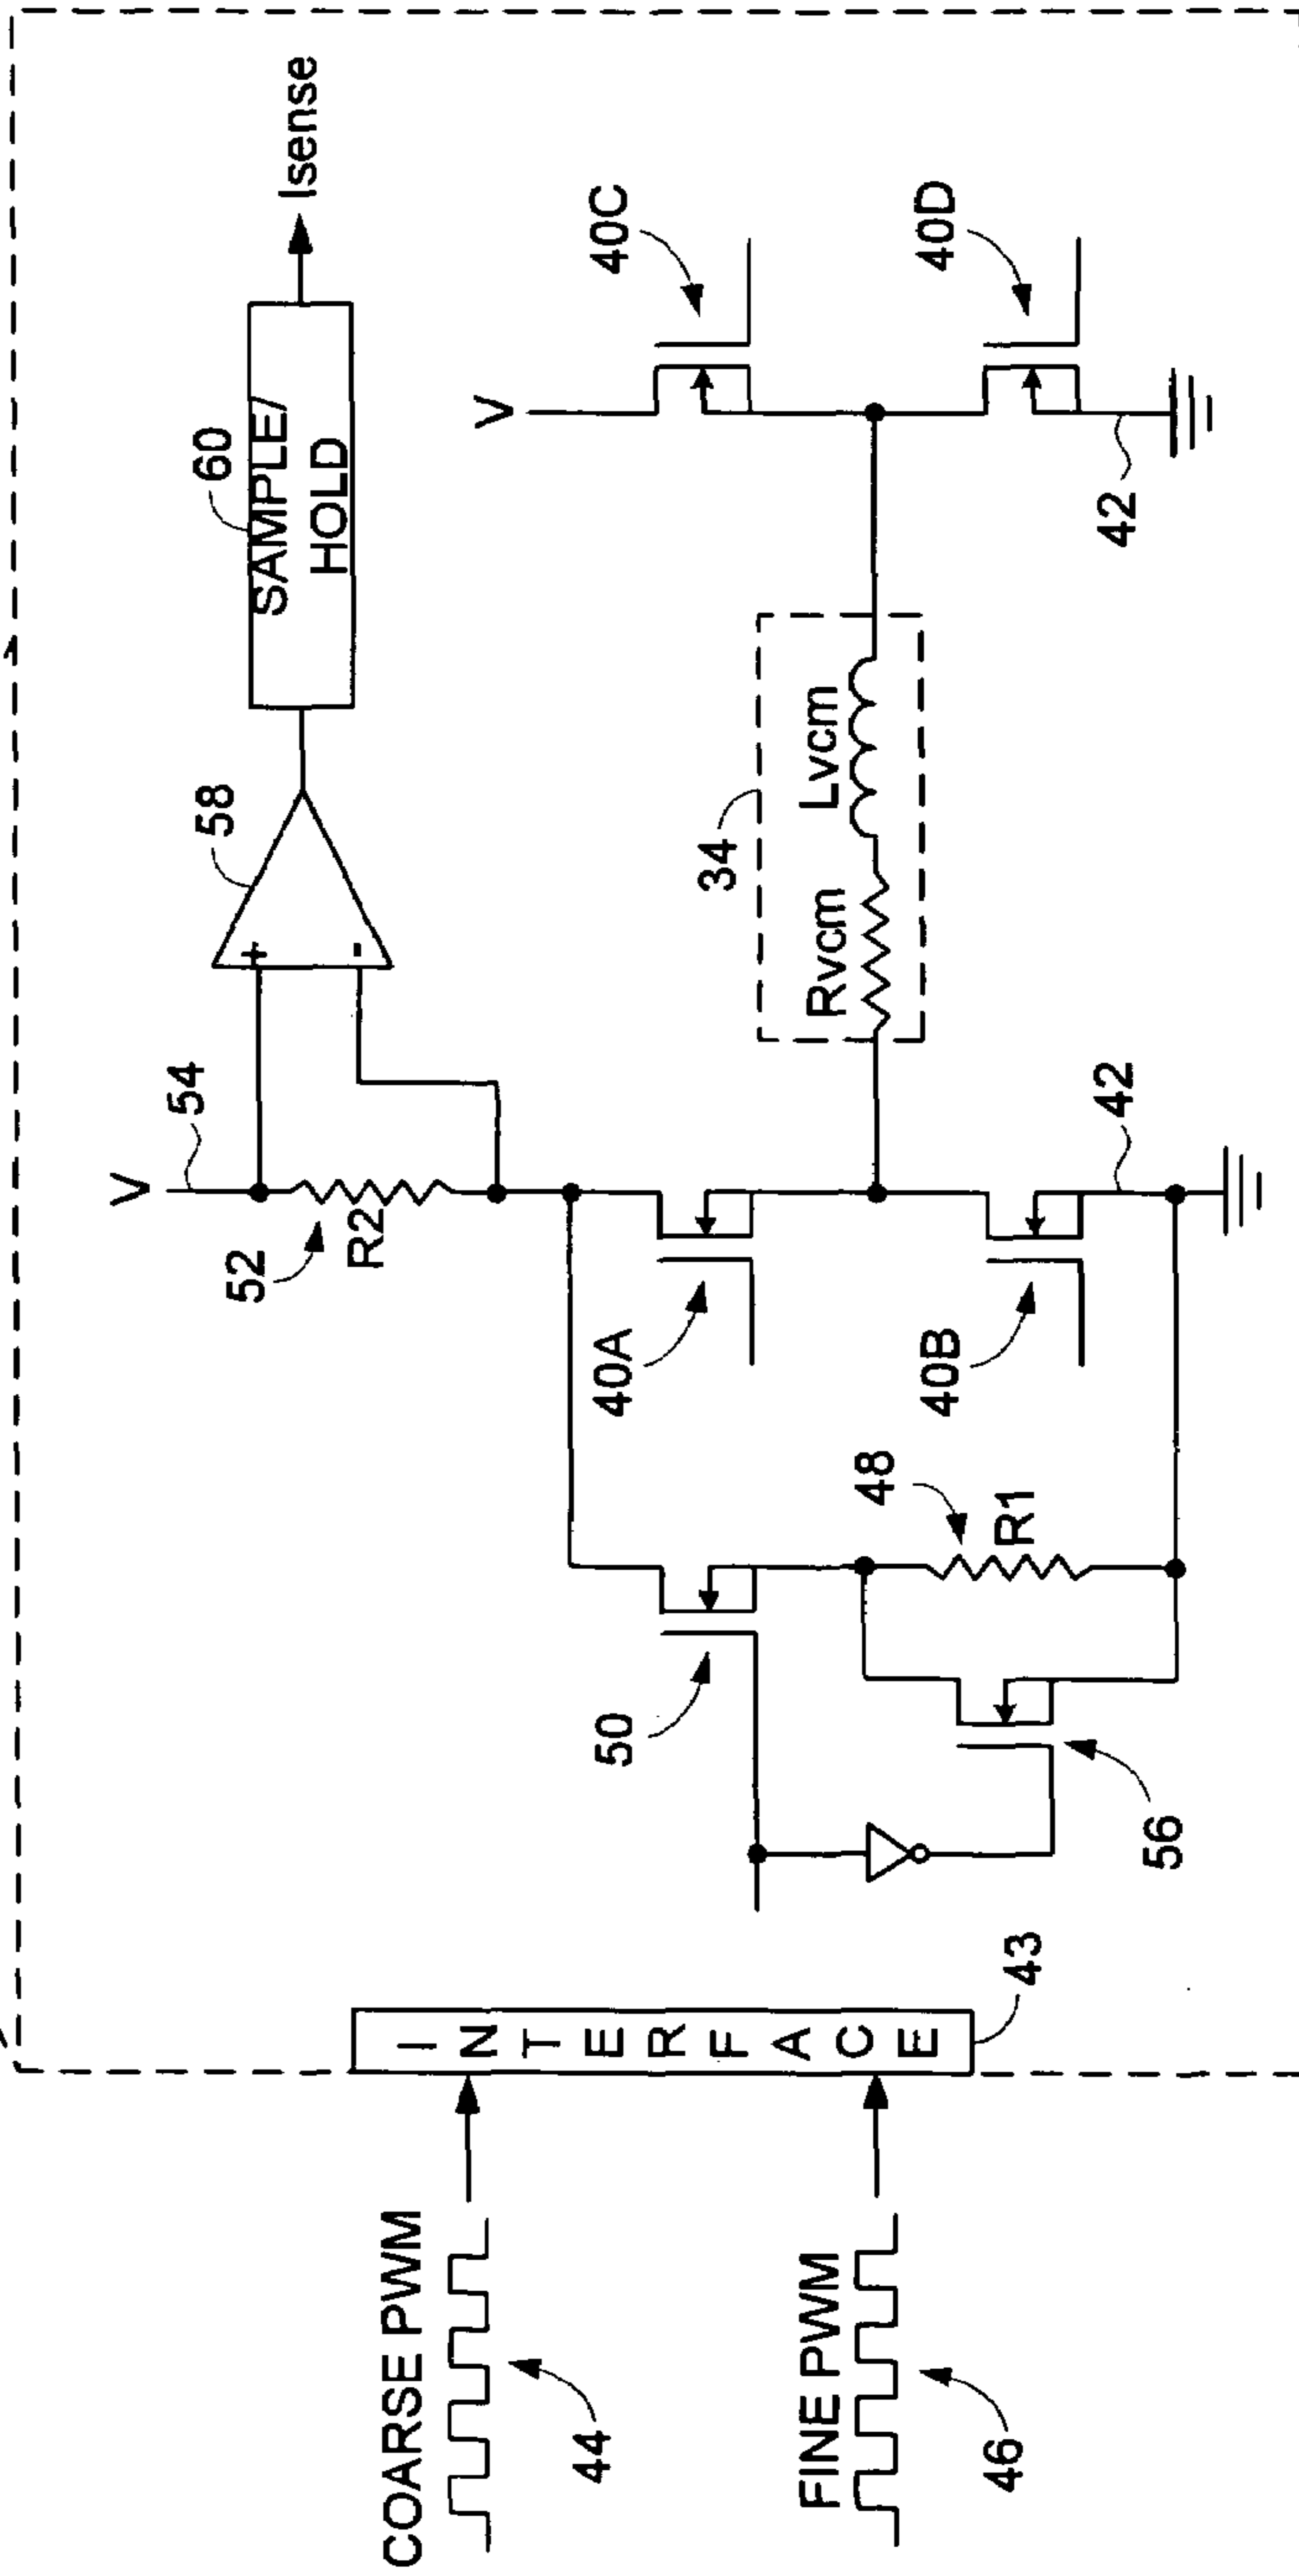 COARSE PWM
44
FINE PWM
46
INTERFACE
43
50
56
48
R1
V
54
52
R2
40A
40B
42
58
+
-
60
SAMPLE/
HOLD
Isense
34
Rvcm
Lvcm
V
40C
40D
42